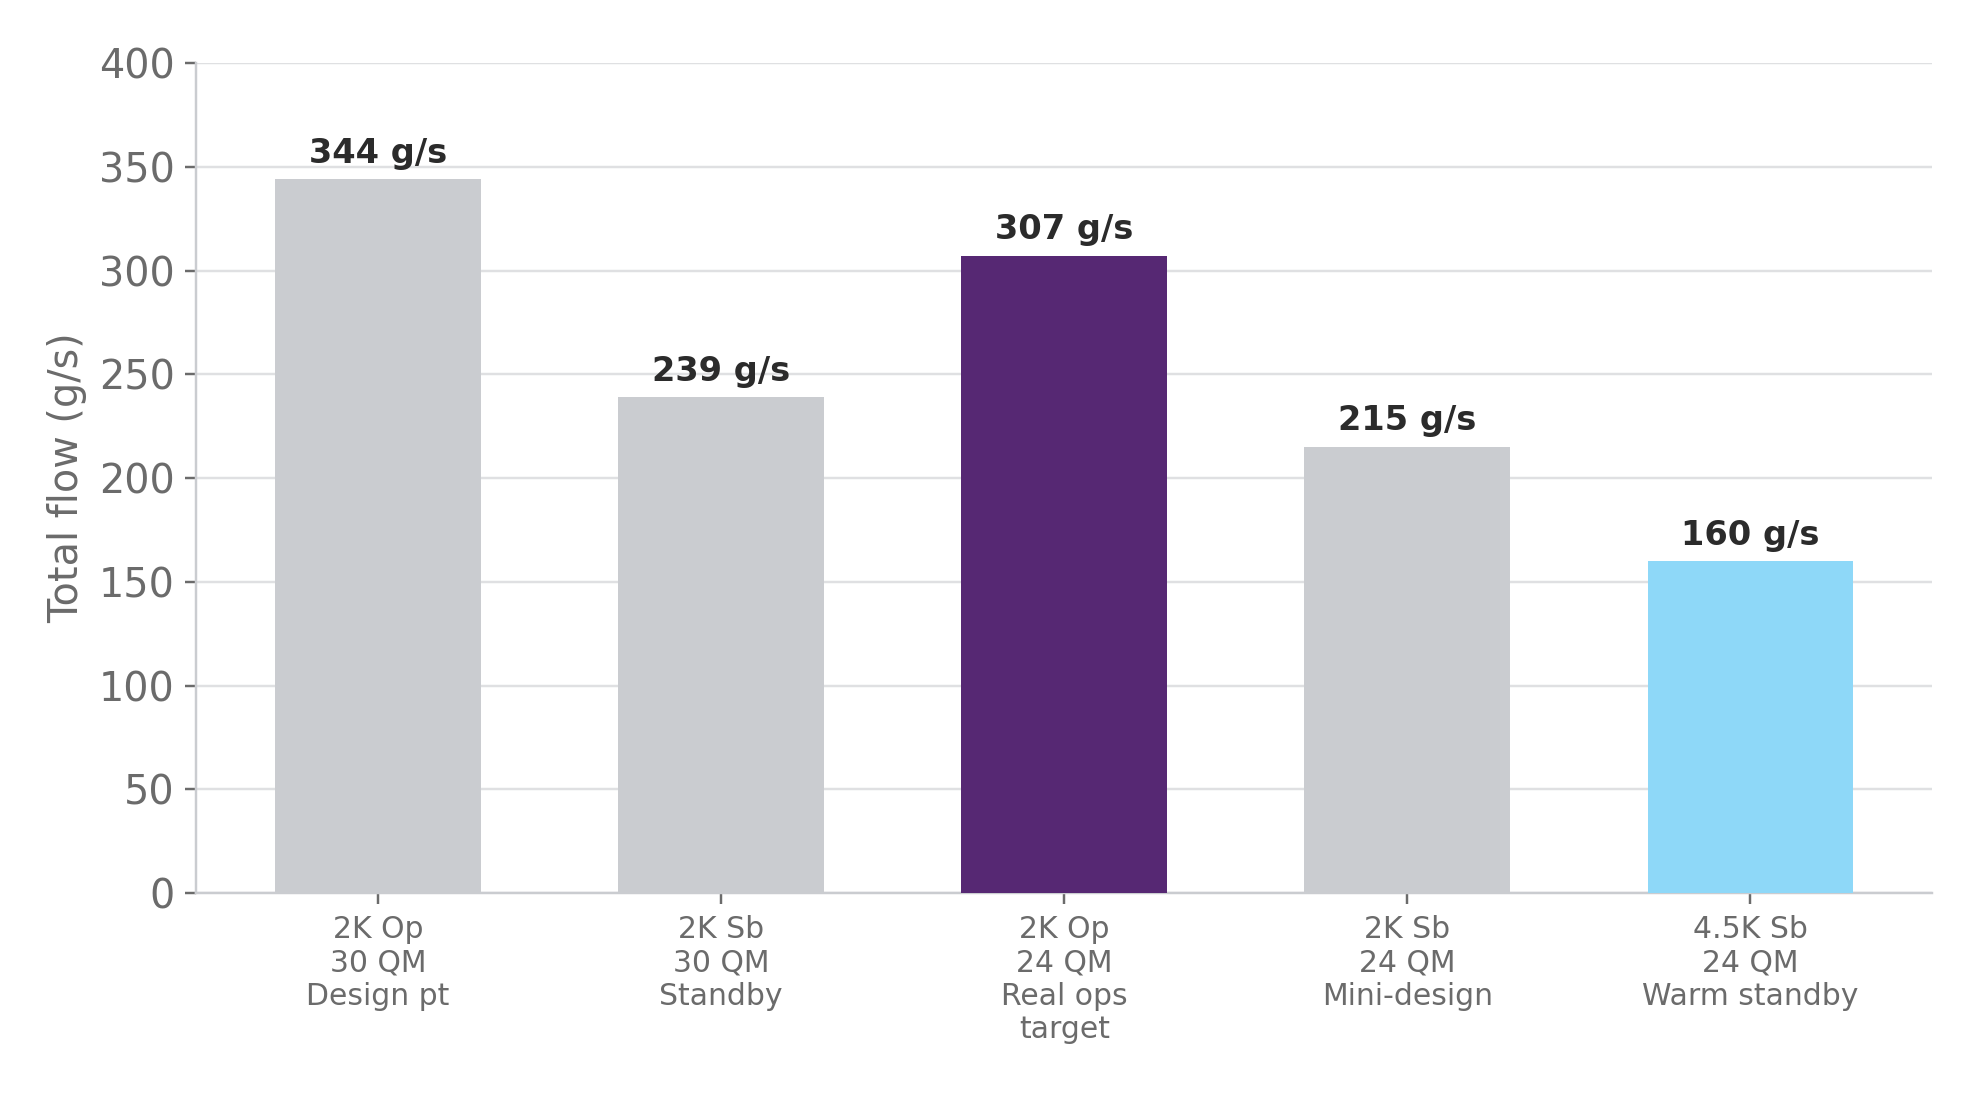 400
350
300
250
200
150
100
50
0
Total flow (g/s)
344 g/s
239 g/s
307 g/s
215 g/s
160 g/s
2K Op
30 QM
Design pt
2K Sb
30 QM
Standby
2K Op
24 QM
Real ops
target
2K Sb
24 QM
Mini-design
4.5K Sb
24 QM
Warm standby